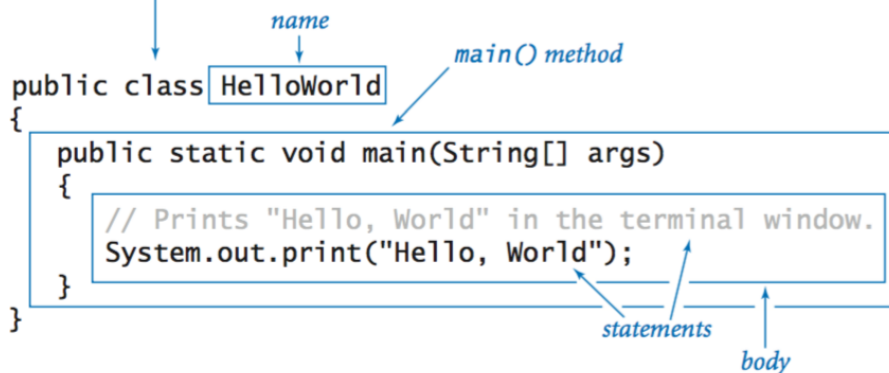 name
main() method
public class HelloWorld
{
public static void main(String[] args)
{
// Prints "Hello, World" in the terminal window.
System.out.print("Hello, World");
}
}
statements
body